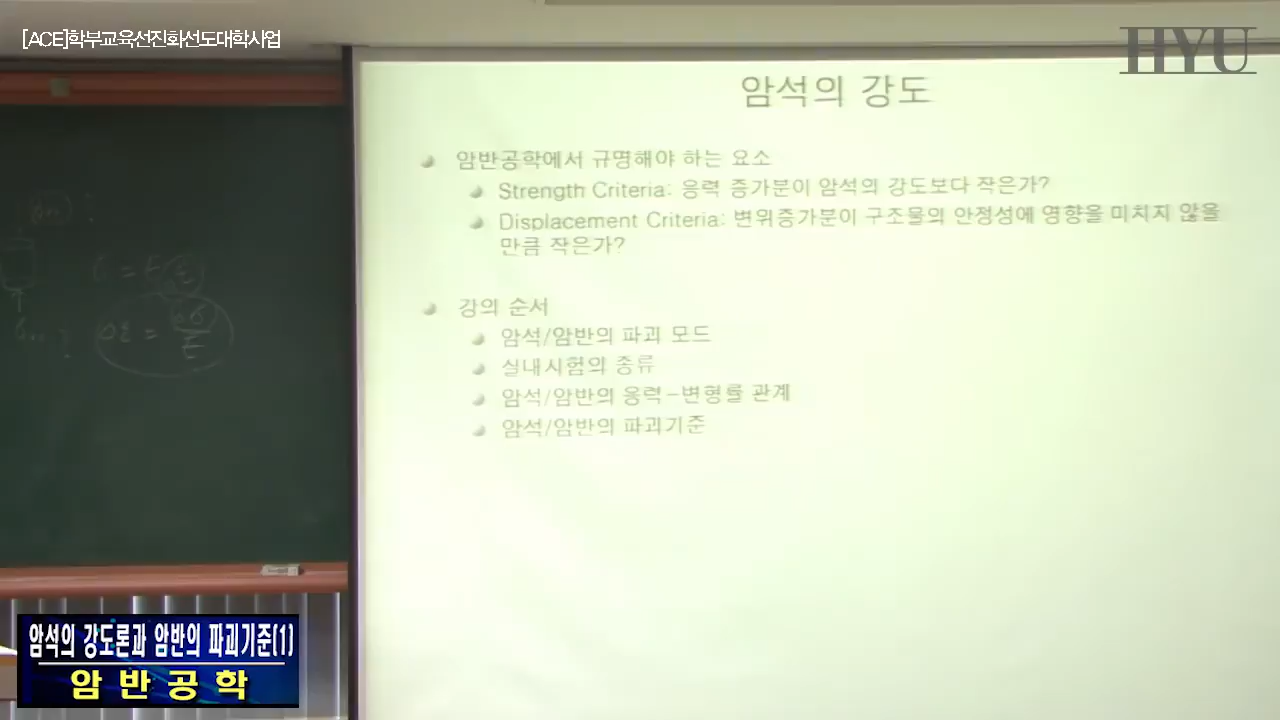 [ACE]학부교육선진화선도대학사업
HYU
암석의 강도
암반공학에서 규명해야 하는 요소
Strength Criteria: 응력 증가분이 암석의 강도보다 작은가?
Displacement Criteria: 변위증가분이 구조물의 안정성에 영향을 미치지 않을
만큼 작은가?
강의 순서
암석/암반의 파괴 모드
실내시험의 종류
암석/암반의 응력-변형률 관계
암석/암반의 파괴기준
암석의 강도론과 암반의 파괴기준(1)
암반공학